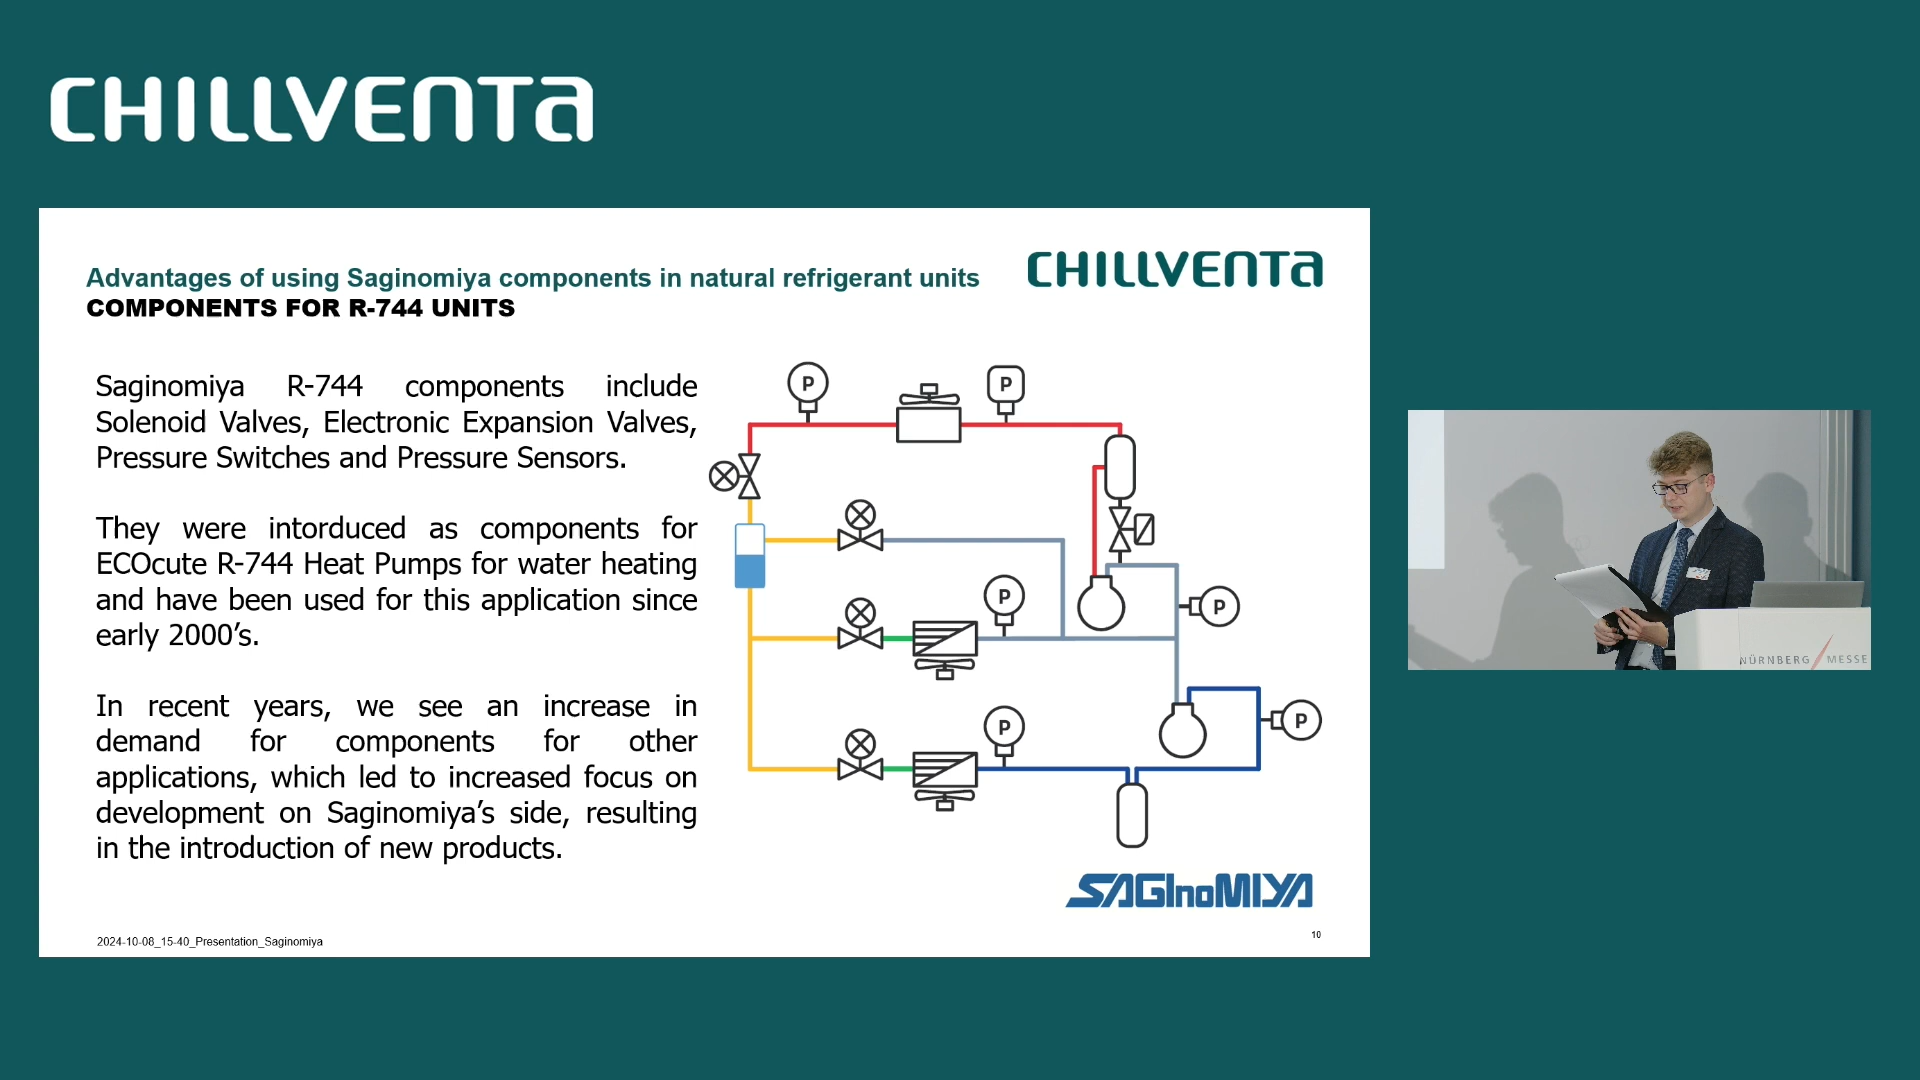 CHILLVENTA
Advantages of using Saginomiya components in natural refrigerant units
CHILLVENTA
COMPONENTS FOR R-744 UNITS
Saginomiya R-744 components include
Solenoid Valves, Electronic Expansion Valves,
Pressure Switches and Pressure Sensors.
They were intorduced as components for
ECOcute R-744 Heat Pumps for water heating
and have been used for this application since
early 2000's.
In recent years, we see an increase in
demand for components for other
applications, which led to increased focus on
development on Saginomiya's side, resulting
in the introduction of new products.
P
P
P
P
P
P
SAGInoMIYA
2024-10-08_15-40_Presentation_Saginomiya
10
NÜRNBERG MESSE